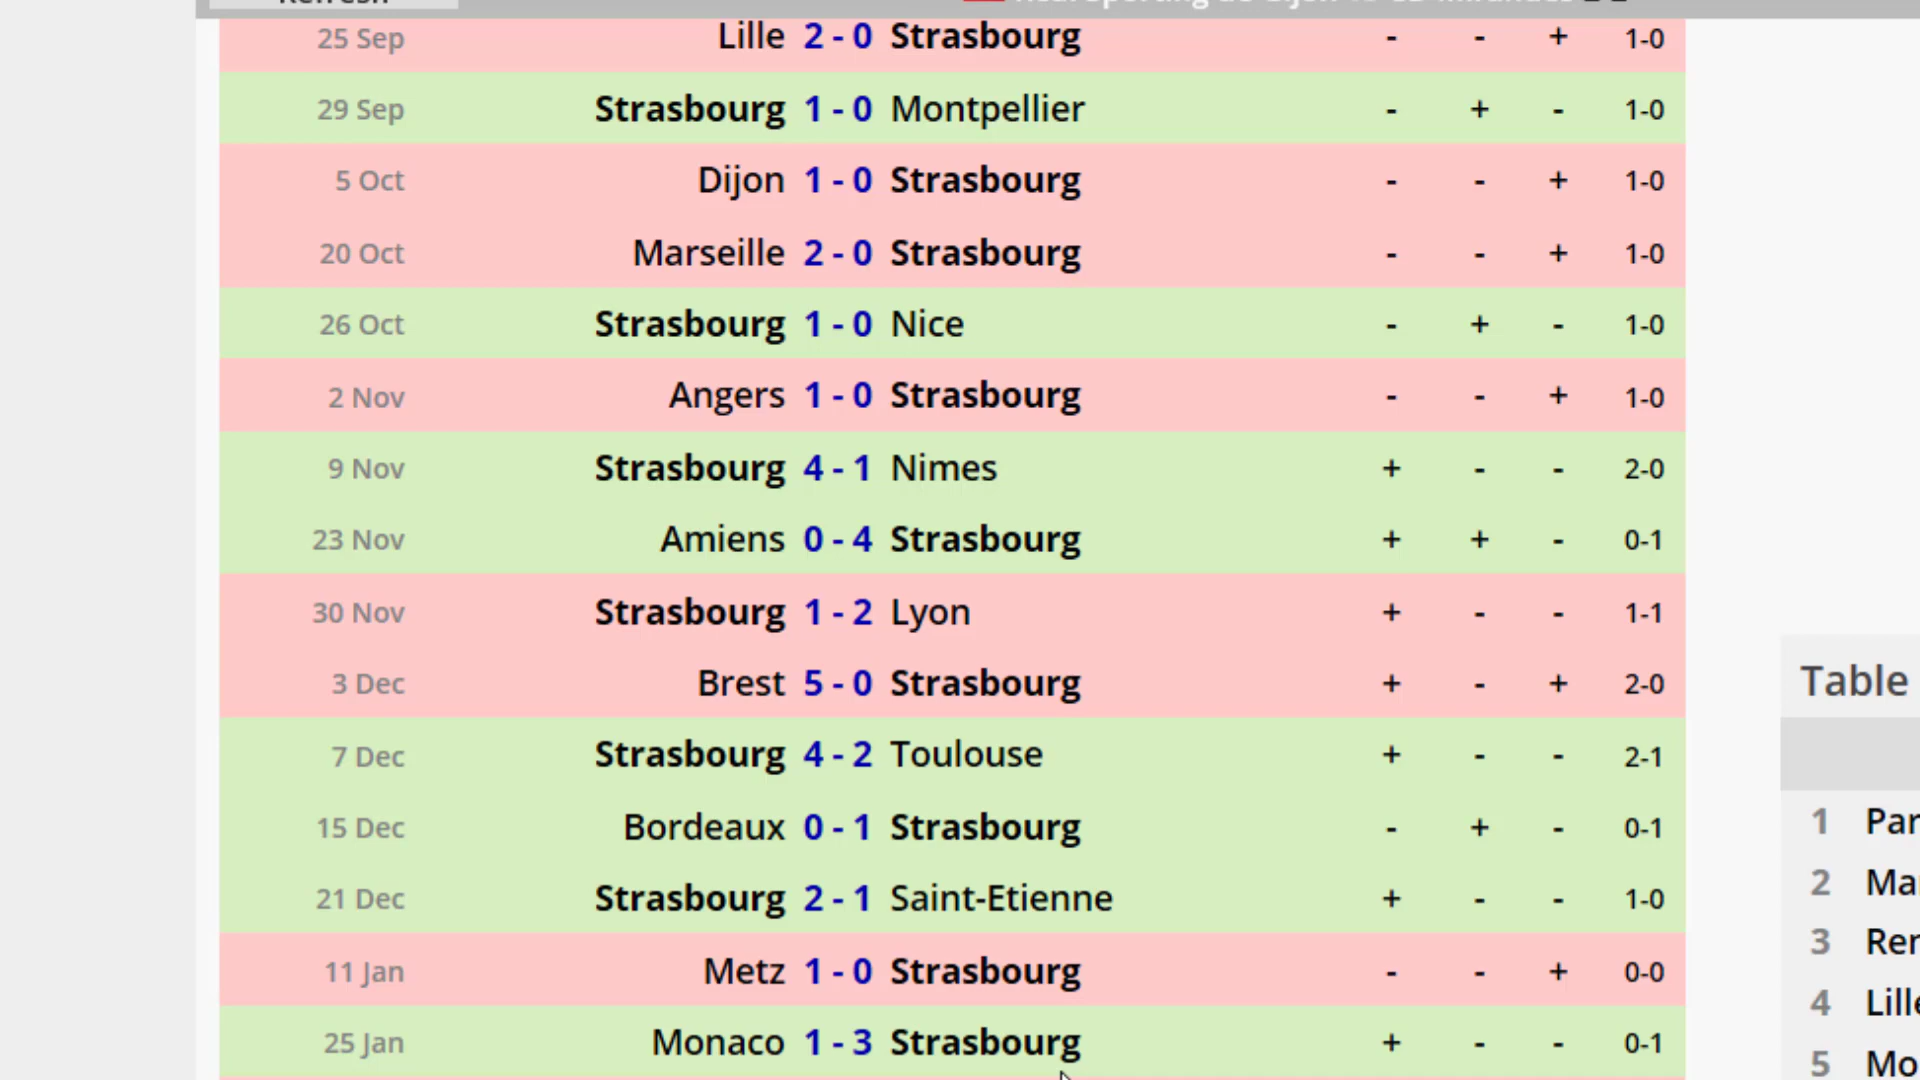 Refresh
25 Sep Lille 2 - 0 Strasbourg - - + 1-0
29 Sep Strasbourg 1 - 0 Montpellier - + - 1-0
5 Oct Dijon 1 - 0 Strasbourg - - + 1-0
20 Oct Marseille 2 - 0 Strasbourg - - + 1-0
26 Oct Strasbourg 1 - 0 Nice - + - 1-0
2 Nov Angers 1 - 0 Strasbourg - - + 1-0
9 Nov Strasbourg 4 - 1 Nimes + - - 2-0
23 Nov Amiens 0 - 4 Strasbourg + + - 0-1
30 Nov Strasbourg 1 - 2 Lyon + - - 1-1
3 Dec Brest 5 - 0 Strasbourg + - + 2-0
7 Dec Strasbourg 4 - 2 Toulouse + - - 2-1
15 Dec Bordeaux 0 - 1 Strasbourg - + - 0-1
21 Dec Strasbourg 2 - 1 Saint-Etienne + - - 1-0
11 Jan Metz 1 - 0 Strasbourg - - + 0-0
25 Jan Monaco 1 - 3 Strasbourg + - - 0-1
Table
1 Par
2 Mar
3 Ren
4 Lille
5 Mo